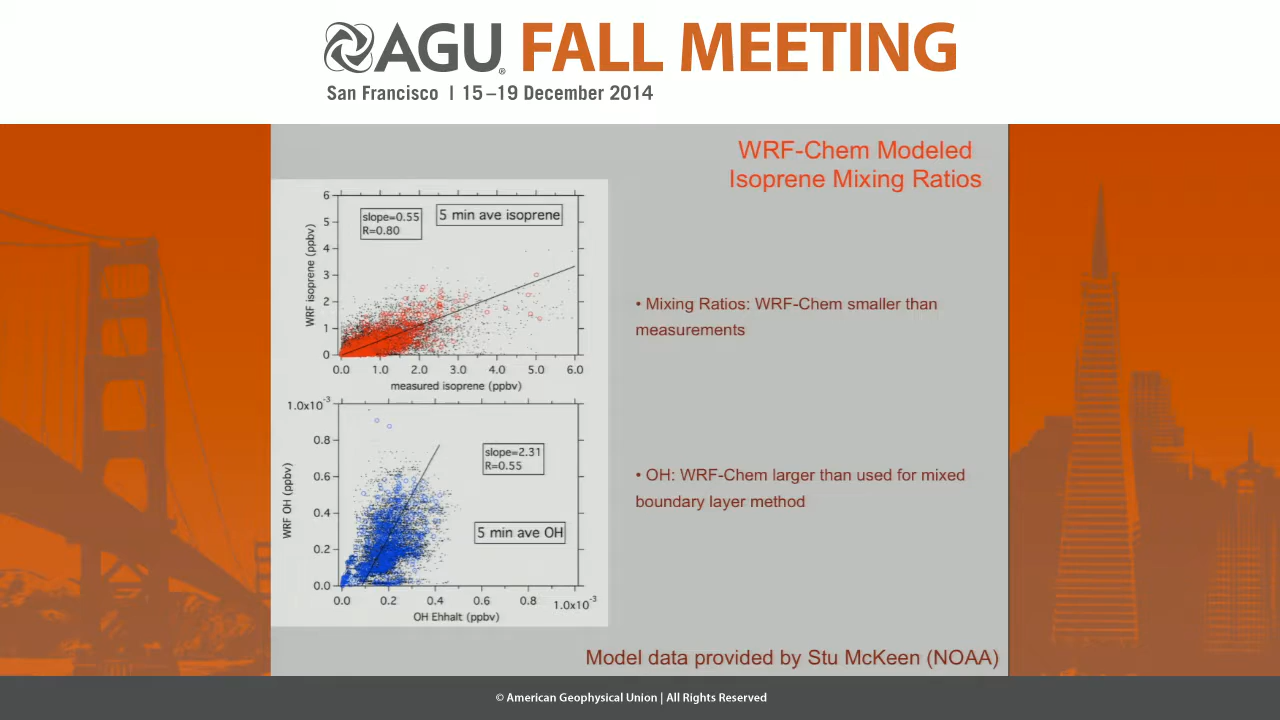 AGU® FALL MEETING
San Francisco | 15–19 December 2014
WRF-Chem Modeled
Isoprene Mixing Ratios
6
5
4
3
2
1
0
WRF isoprene (ppbv)
slope=0.55
R=0.80
5 min ave isoprene
0.0 1.0 2.0 3.0 4.0 5.0 6.0
measured isoprene (ppbv)
• Mixing Ratios: WRF-Chem smaller than
measurements
1.0x10-3
0.8
0.6
0.4
0.2
0.0
WRF OH (ppbv)
slope=2.31
R=0.55
5 min ave OH
0.0 0.2 0.4 0.6 0.8 1.0x10-3
OH Ehhalt (ppbv)
• OH: WRF-Chem larger than used for mixed
boundary layer method
Model data provided by Stu McKeen (NOAA)
© American Geophysical Union | All Rights Reserved